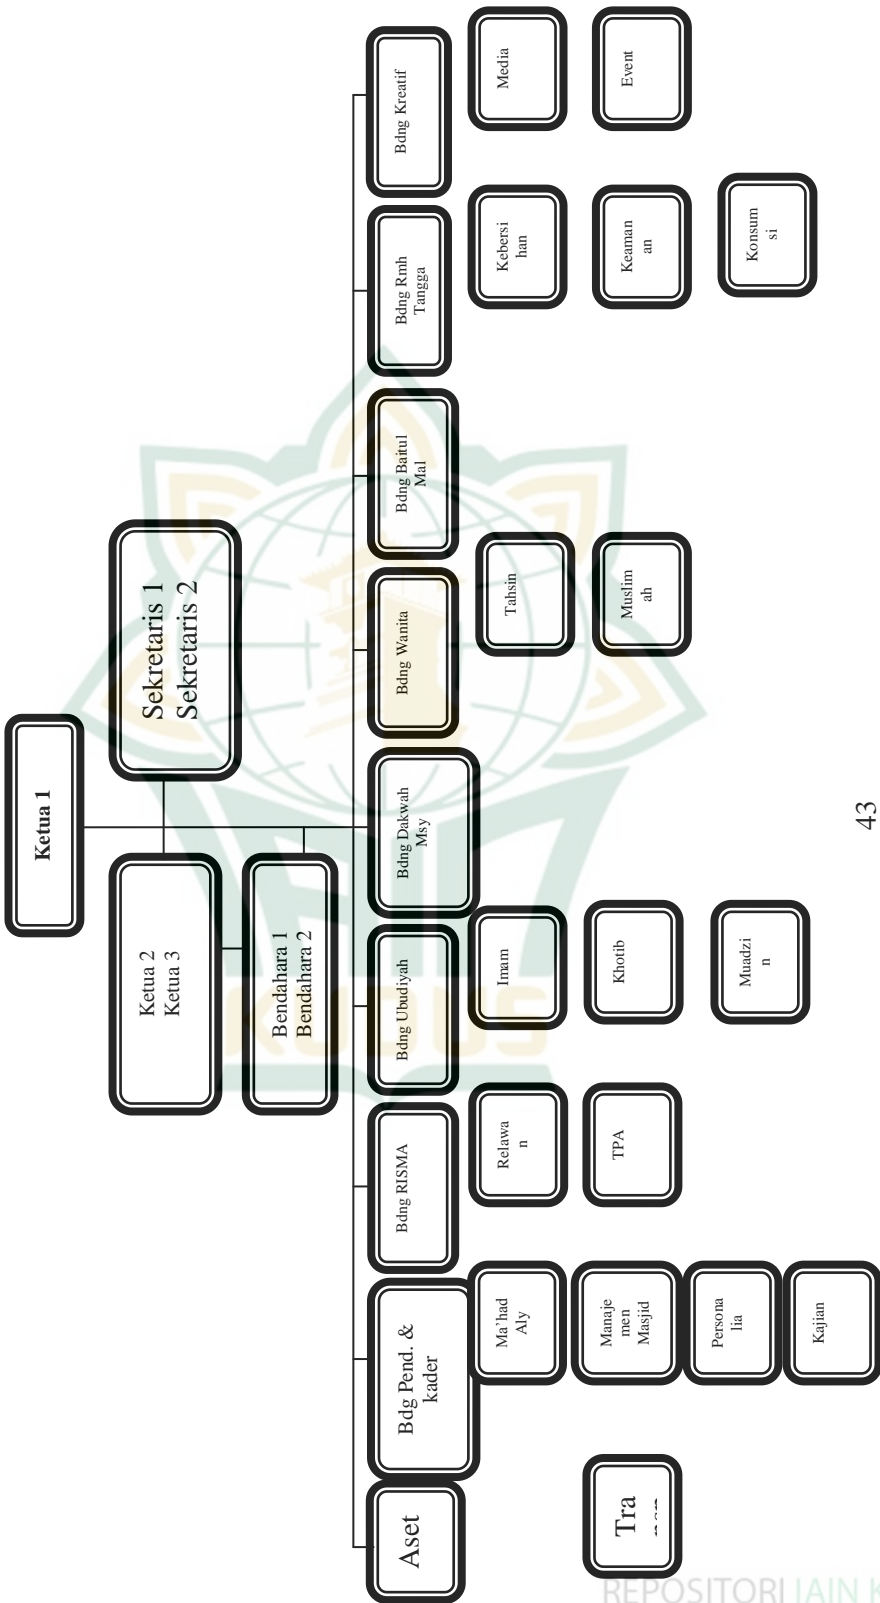 Ketua 1
Ketua 2
Ketua 3
Sekretaris 1
Sekretaris 2
Bendahara 1
Bendahara 2
Aset
Bdg Pend. &
kader
Bdng RISMA
Bdng Ubudiyah
Bdng Dakwah
Msy
Bdng Wanita
Bdng Baitul
Mal
Bdng Rmh
Tangga
Bdng Kreatif
Tra
Ma'had
Aly
Manaje
men
Masjid
Persona
lia
Kajian
Relawa
n
TPA
Imam
Khotib
Muadzi
n
Tahsin
Muslim
ah
Kebersi
han
Keaman
an
Konsum
si
Media
Event
43
KUDUS
REPOSITORI IAIN K